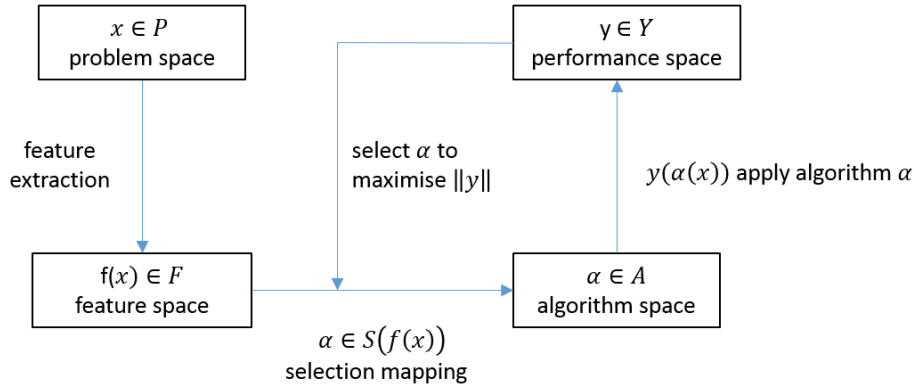 x ∈ P
problem space
y ∈ Y
performance space
feature
extraction
select α to
maximise ‖y‖
y(α(x)) apply algorithm α
f(x) ∈ F
feature space
α ∈ A
algorithm space
α ∈ S(f(x))
selection mapping